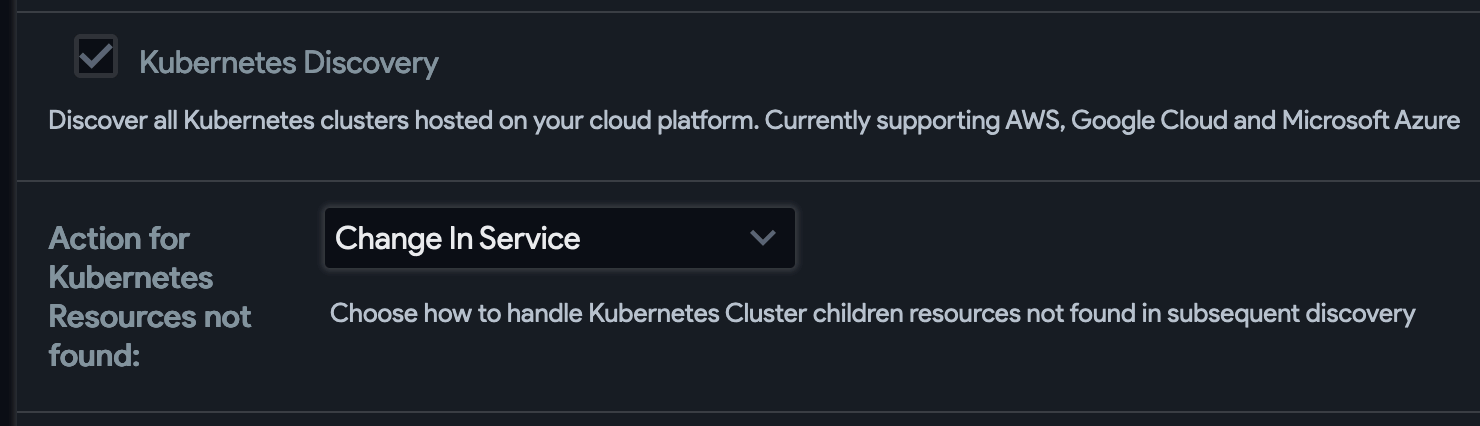 Kubernetes Discovery
Discover all Kubernetes clusters hosted on your cloud platform. Currently supporting AWS, Google Cloud and Microsoft Azure
Action for
Kubernetes
Resources not
found:
Change In Service
Choose how to handle Kubernetes Cluster children resources not found in subsequent discovery